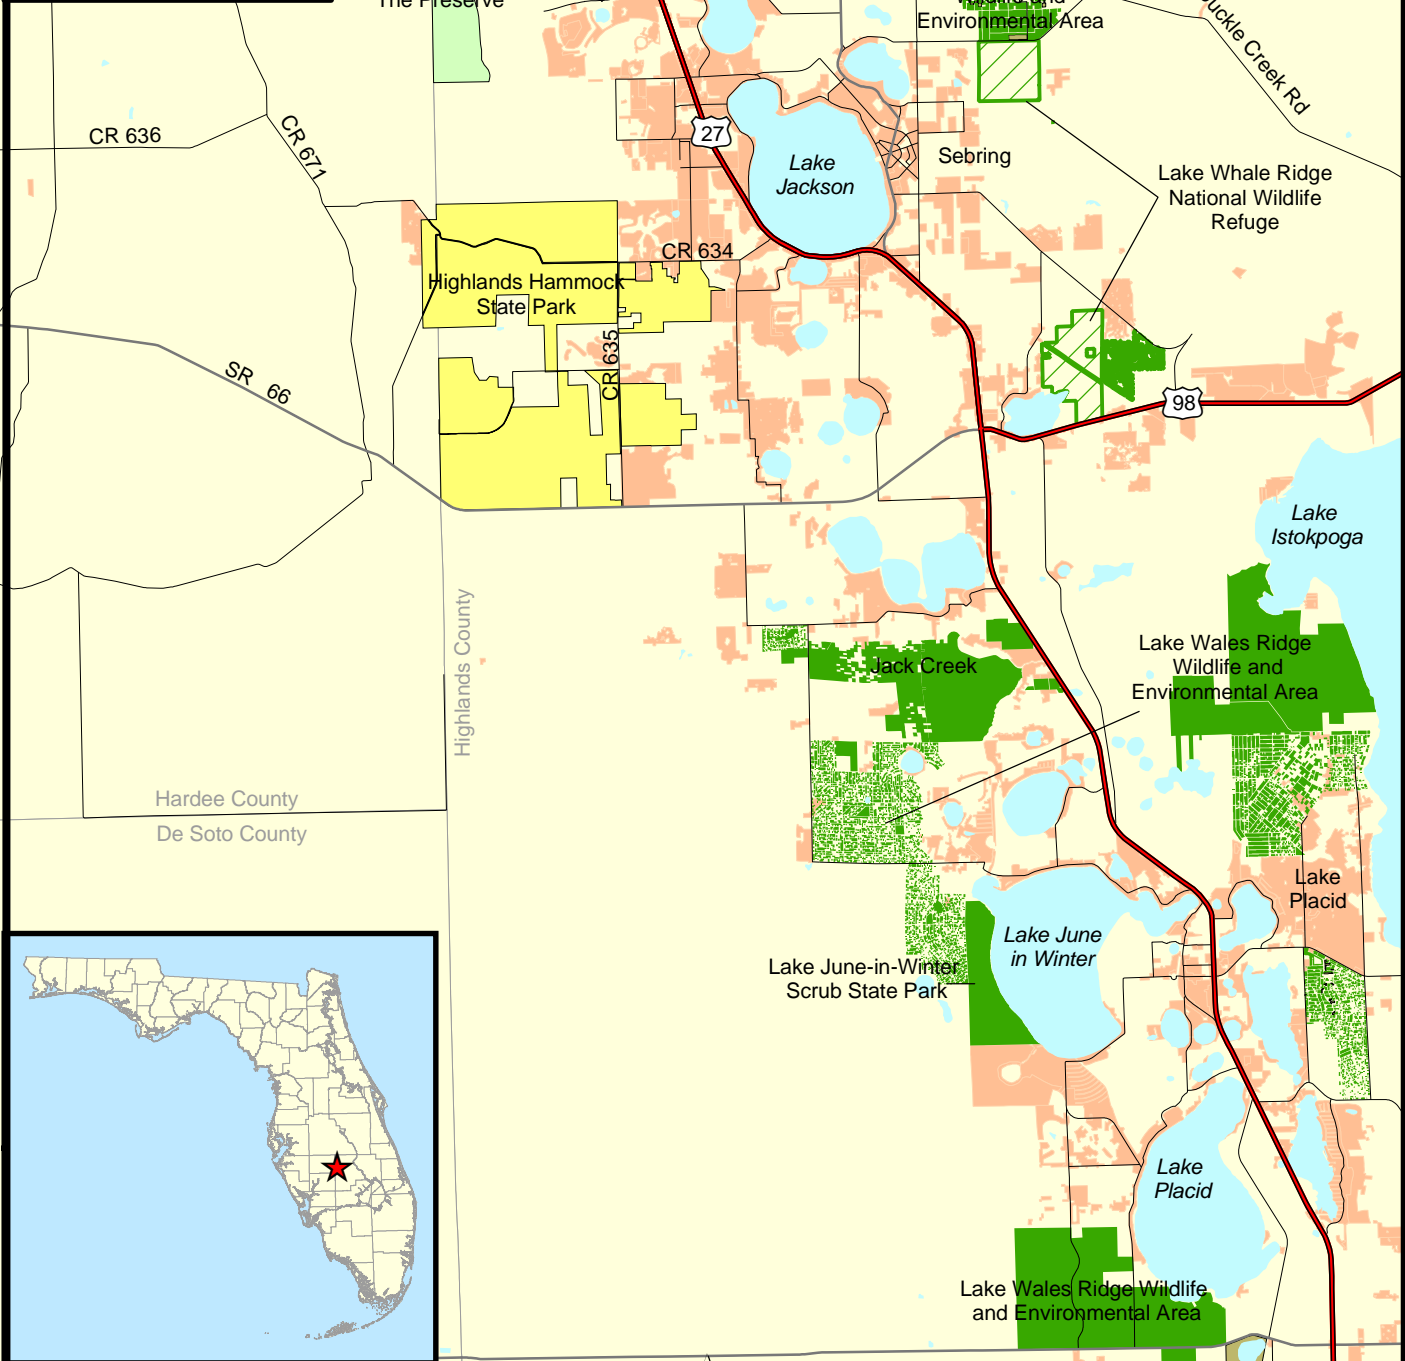 The Preserve
Wildlife and
Environmental Area
uckle Creek Rd
CR 636
CR 671
27
Lake
Jackson
Sebring
Lake Whale Ridge
National Wildlife
Refuge
CR 634
Highlands Hammock
State Park
CR 635
SR 66
98
Lake
Istokpoga
Highlands County
Jack Creek
Lake Wales Ridge
Wildlife and
Environmental Area
Hardee County
De Soto County
Lake
Placid
Lake June
in Winter
Lake June-in-Winter
Scrub State Park
Lake
Placid
Lake Wales Ridge Wildlife
and Environmental Area